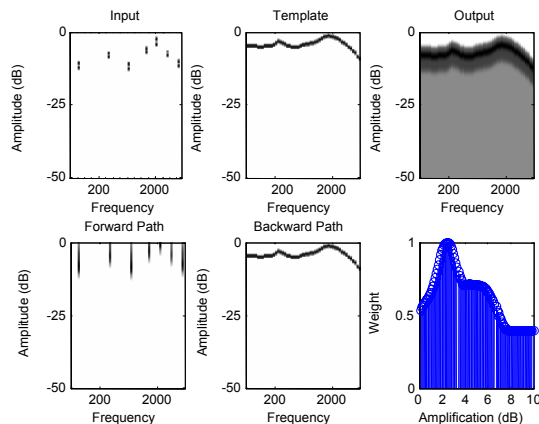 Input
Template
Output
0
-25
-50
Amplitude (dB)
200
2000
Frequency
0
-25
-50
Amplitude (dB)
200
2000
Frequency
0
-25
-50
Amplitude (dB)
200
2000
Frequency
Forward Path
Backward Path
0
-25
-50
Amplitude (dB)
200
2000
Frequency
0
-25
-50
Amplitude (dB)
200
2000
Frequency
1
0.5
0
Weight
0 2 4 6 8 10
Amplification (dB)